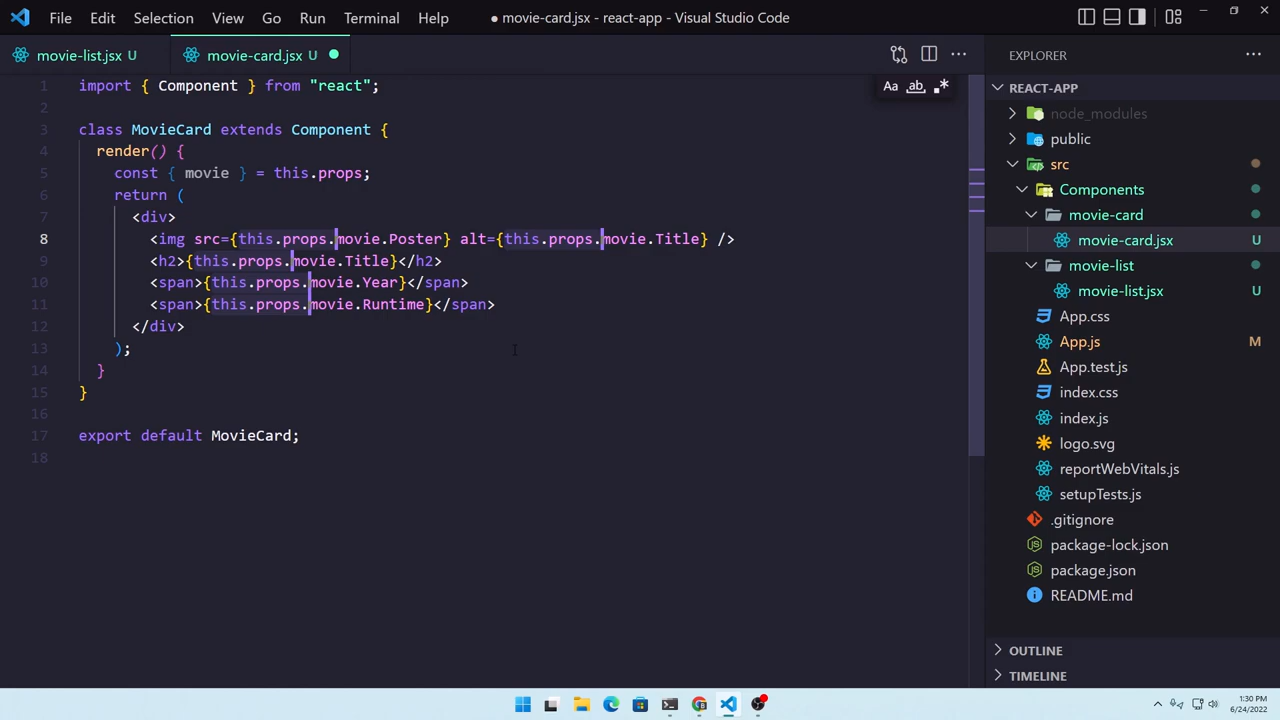 File Edit Selection View Go Run Terminal Help ● movie-card.jsx - react-app - Visual Studio Code
movie-list.jsx U movie-card.jsx U
EXPLORER
Aa ab
1 import { Component } from "react";
2
3 class MovieCard extends Component {
4 render() {
5 const { movie } = this.props;
6 return (
7 <div>
8 <img src={this.props.movie.Poster} alt={this.props.movie.Title} />
9 <h2>{this.props.movie.Title}</h2>
10 <span>{this.props.movie.Year}</span>
11 <span>{this.props.movie.Runtime}</span>
12 </div>
13 );
14 }
15 }
16
17 export default MovieCard;
18
REACT-APP
node_modules
public
src
Components
movie-card
movie-card.jsx U
movie-list
movie-list.jsx U
App.css
App.js M
App.test.js
index.css
index.js
logo.svg
reportWebVitals.js
setupTests.js
.gitignore
package-lock.json
package.json
README.md
OUTLINE
TIMELINE
1:30 PM
6/24/2022